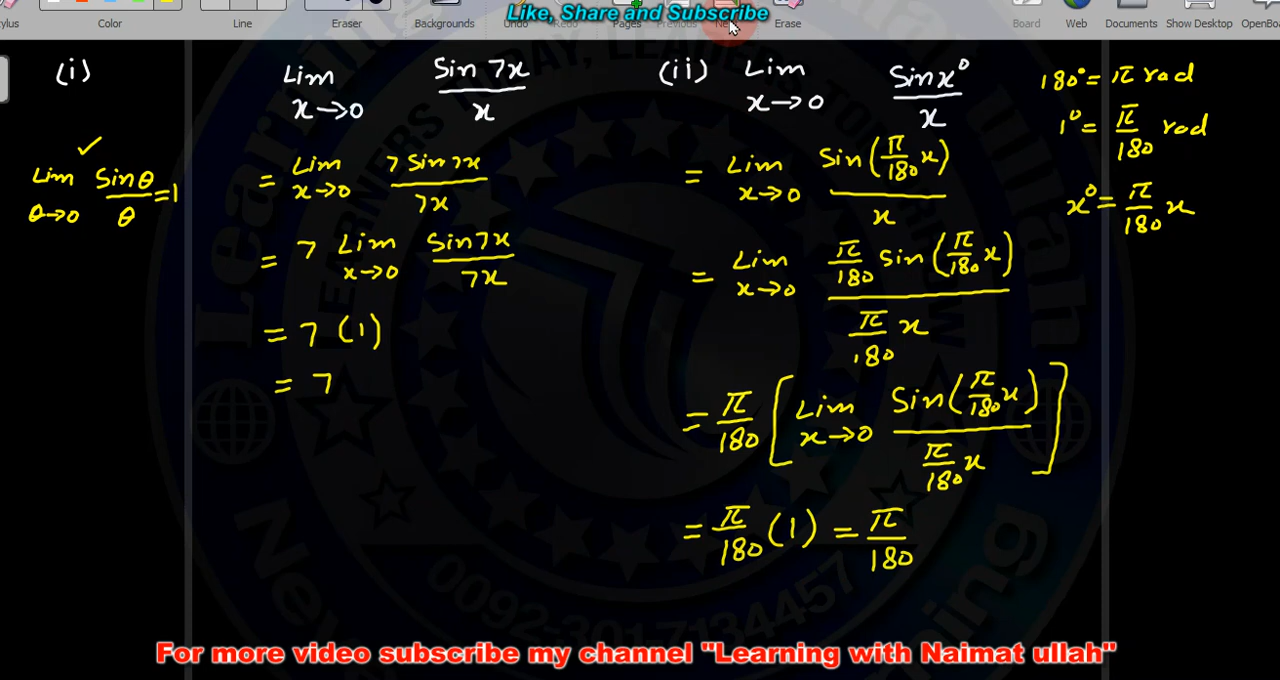 Like, Share and Subscribe
Color Line Eraser Backgrounds Undo Redo Pages Previous Erase Board Web Documents Show Desktop
(i) Lim x→0 Sin 7x / x
Lim θ→0 Sinθ / θ = 1
= Lim x→0 7 Sin 7x / 7x
= 7 Lim x→0 Sin 7x / 7x
= 7 (1)
= 7
(ii) Lim x→0 Sin x° / x
= Lim x→0 Sin(π/180 x) / x
= Lim x→0 π/180 Sin (π/180 x) / π/180 x
= π/180 [ Lim x→0 Sin(π/180 x) / π/180 x ]
= π/180 (1) = π/180
180° = π rad
1° = π/180 rad
x° = π/180 x
0092-301-7134457
For more video subscribe my channel "Learning with Naimat ullah"